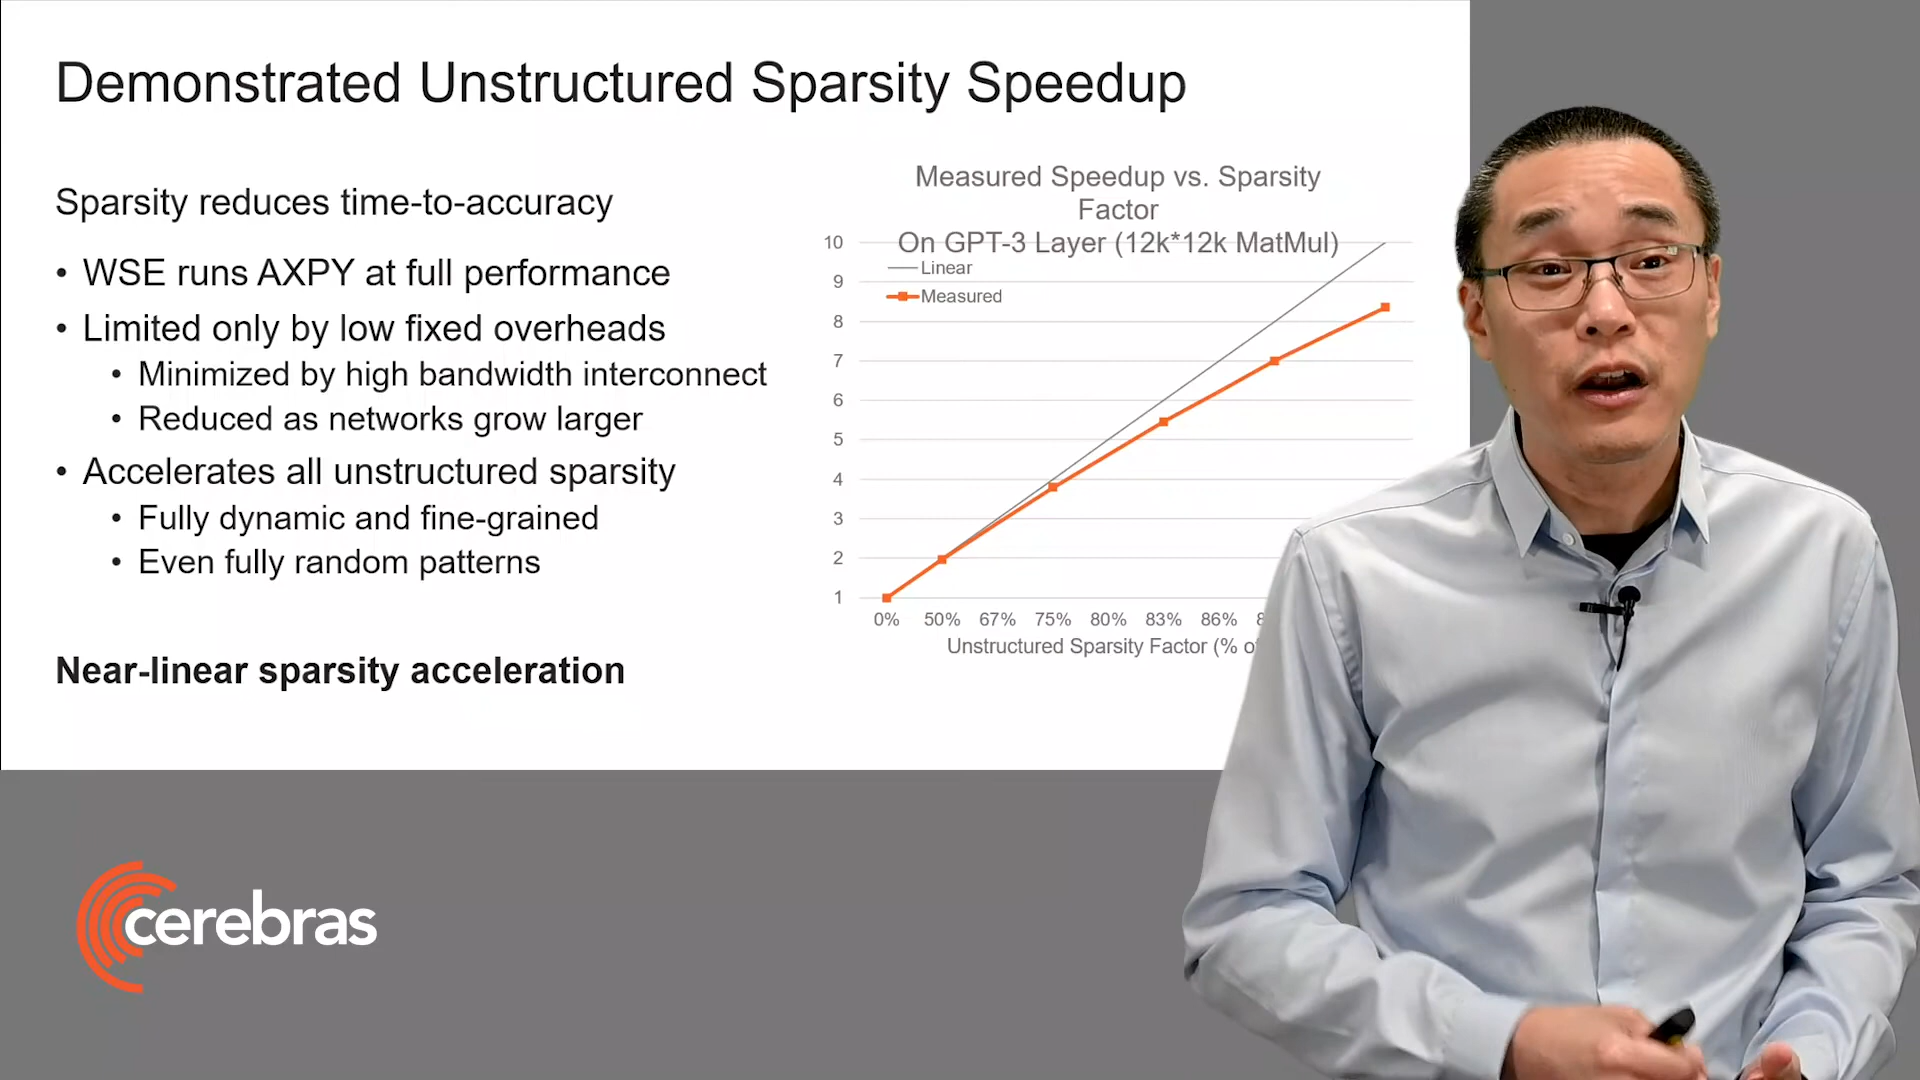 Demonstrated Unstructured Sparsity Speedup
Sparsity reduces time-to-accuracy
• WSE runs AXPY at full performance
• Limited only by low fixed overheads
• Minimized by high bandwidth interconnect
• Reduced as networks grow larger
• Accelerates all unstructured sparsity
• Fully dynamic and fine-grained
• Even fully random patterns
Near-linear sparsity acceleration
Measured Speedup vs. Sparsity
Factor
On GPT-3 Layer (12k*12k MatMul)
Linear
Measured
10
9
8
7
6
5
4
3
2
1
0% 50% 67% 75% 80% 83% 86%
Unstructured Sparsity Factor (%
cerebras